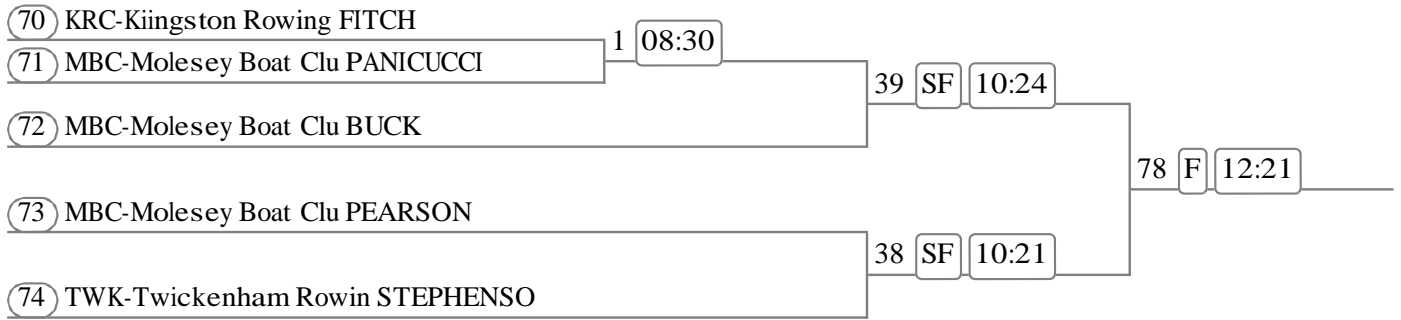 70 KRC-Kiingston Rowing FITCH
1 08:30
71 MBC-Molesey Boat Clu PANICUCCI
39 SF 10:24
72 MBC-Molesey Boat Clu BUCK
78 F 12:21
73 MBC-Molesey Boat Clu PEARSON
38 SF 10:21
74 TWK-Twickenham Rowin STEPHENSO